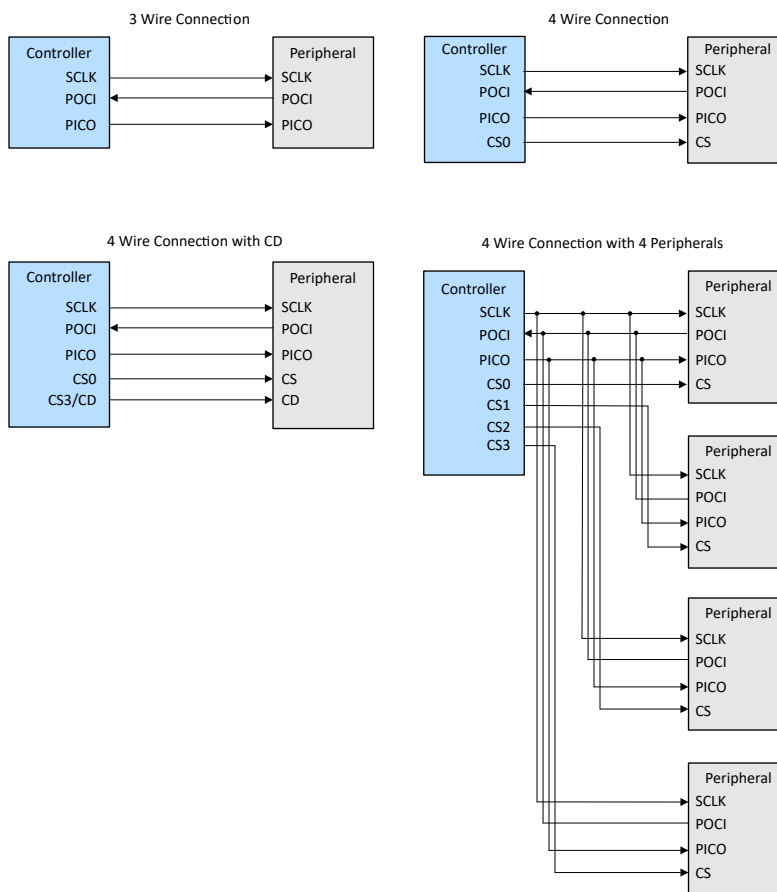 3 Wire Connection
Controller
SCLK
POCI
PICO
Peripheral
SCLK
POCI
PICO
4 Wire Connection
Controller
SCLK
POCI
PICO
CS0
Peripheral
SCLK
POCI
PICO
CS
4 Wire Connection with CD
Controller
SCLK
POCI
PICO
CS0
CS3/CD
Peripheral
SCLK
POCI
PICO
CS
CD
4 Wire Connection with 4 Peripherals
Controller
SCLK
POCI
PICO
CS0
CS1
CS2
CS3
Peripheral
SCLK
POCI
PICO
CS
Peripheral
SCLK
POCI
PICO
CS
Peripheral
SCLK
POCI
PICO
CS
Peripheral
SCLK
POCI
PICO
CS